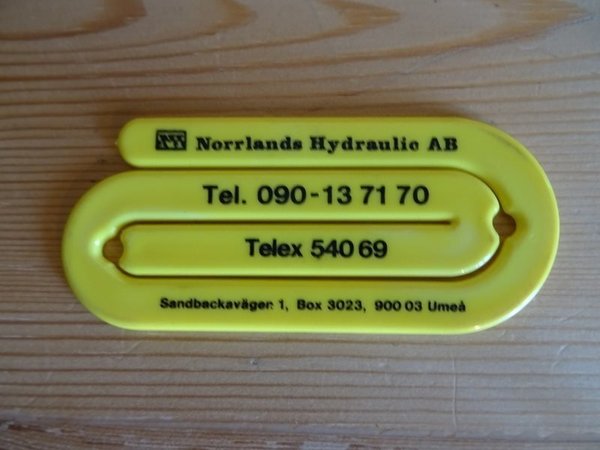 Norrlands Hydraulic AB
Tel. 090-13 71 70
Telex 540 69
Sandbackavägen 1, Box 3023, 900 03 Umeå